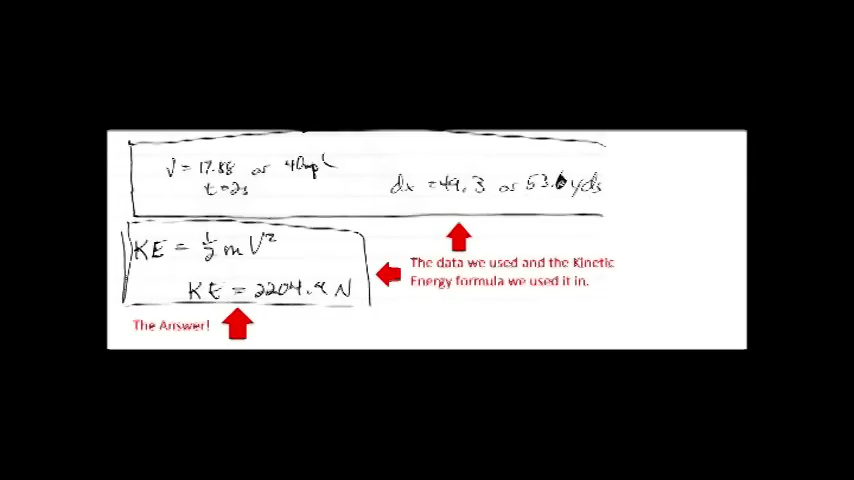 V = 17.88 or 40mph
t = 2s
dx = 49.3 or 53.6 yds
KE = 1/2 m V²
KE = 2204.9 N
The data we used and the Kinetic
Energy formula we used it in.
The Answer!